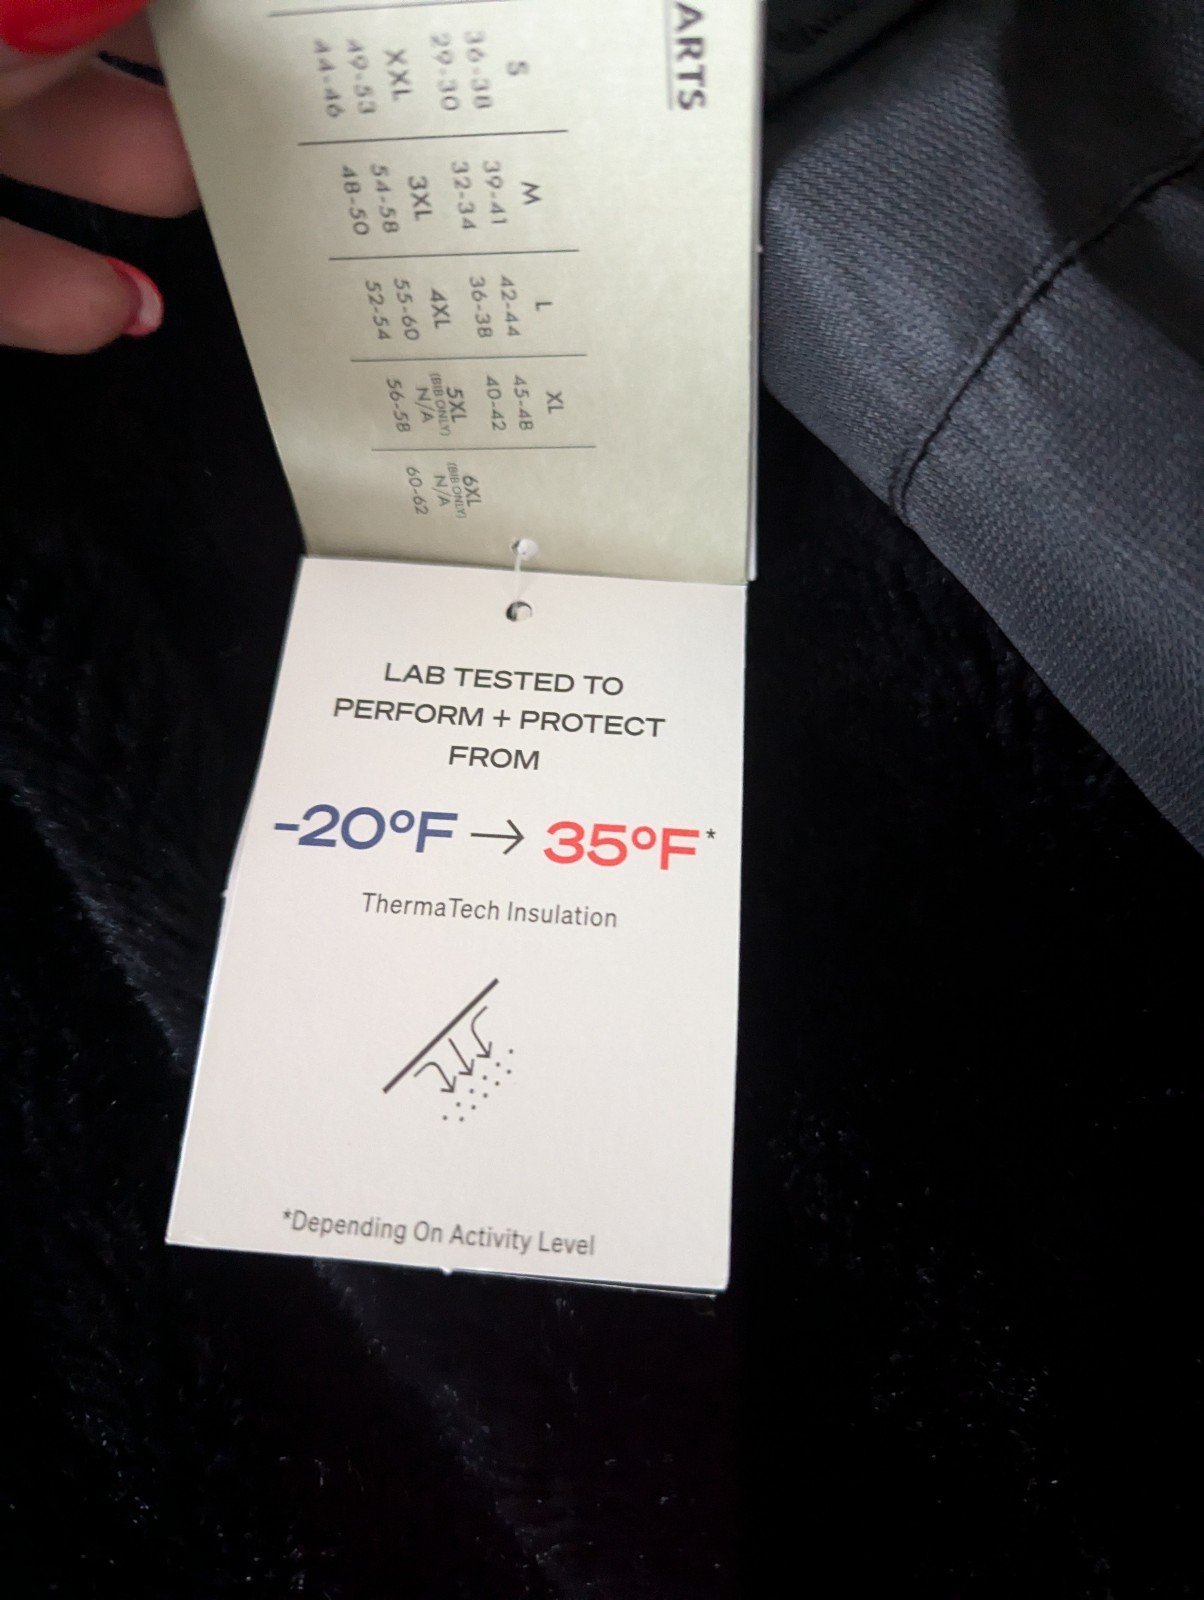 ARTS
S
M
L
XL
36-38
39-41
42-44
45-48
29-30
32-34
36-38
40-42
XXL
3XL
4XL
5XL
(BIB ONLY)
6XL
(BIB ONLY)
49-53
54-58
55-60
N/A
N/A
44-46
48-50
52-54
56-58
60-62
LAB TESTED TO
PERFORM + PROTECT
FROM
-20°F → 35°F*
ThermaTech Insulation
*Depending On Activity Level